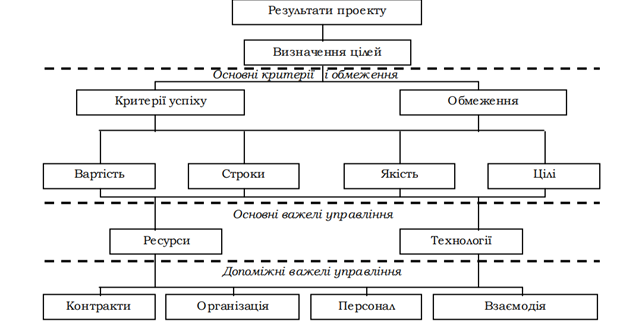 Результати проекту
Визначення цілей
Основні критерії і обмеження
Критерії успіху
Обмеження
Вартість
Строки
Якість
Цілі
Основні важелі управління
Ресурси
Технології
Допоміжні важелі управління
Контракти
Організація
Персонал
Взаємодія